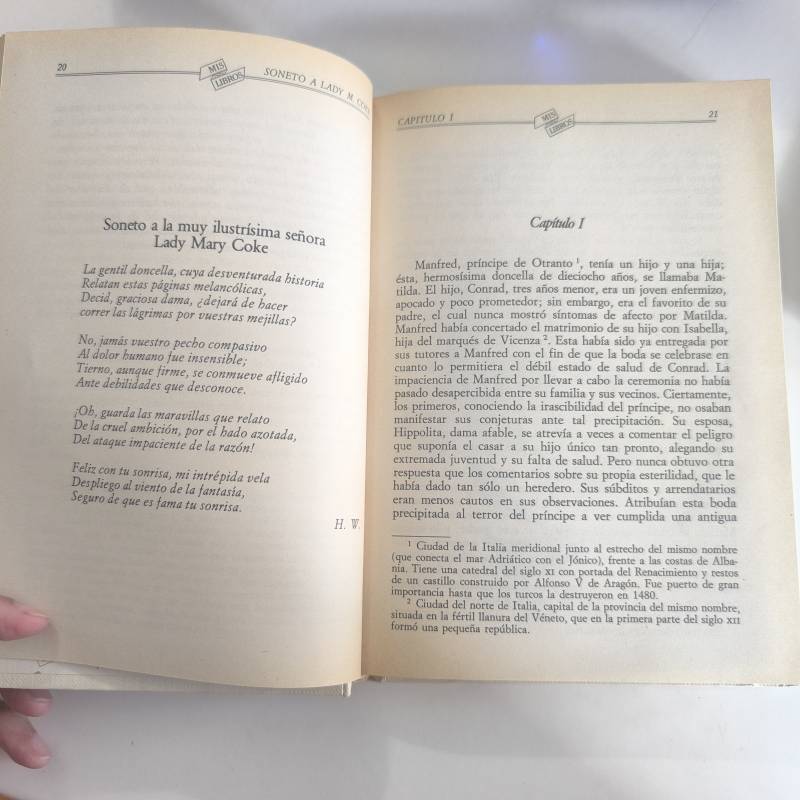 20
MIS
LIBROS
SONETO A LADY M. COKE
Soneto a la muy ilustrísima señora
Lady Mary Coke
La gentil doncella, cuya desventurada historia
Relatan estas páginas melancólicas,
Decid, graciosa dama, ¿dejará de hacer
correr las lágrimas por vuestras mejillas?
No, jamás vuestro pecho compasivo
Al dolor humano fue insensible;
Tierno, aunque firme, se conmueve afligido
Ante debilidades que desconoce.
¡Oh, guarda las maravillas que relato
De la cruel ambición, por el hado azotada,
Del ataque impaciente de la razón!
Feliz con tu sonrisa, mi intrépida vela
Despliego al viento de la fantasía,
Seguro de que es fama tu sonrisa.
H. W.
CAPITULO I
MIS
LIBROS
21
Capítulo I
Manfred, príncipe de Otranto ¹, tenía un hijo y una hija;
ésta, hermosísima doncella de dieciocho años, se llamaba Ma-
tilda. El hijo, Conrad, tres años menor, era un joven enfermizo,
apocado y poco prometedor; sin embargo, era el favorito de su
padre, el cual nunca mostró síntomas de afecto por Matilda.
Manfred había concertado el matrimonio de su hijo con Isabella,
hija del marqués de Vicenza ². Esta había sido ya entregada por
sus tutores a Manfred con el fin de que la boda se celebrase en
cuanto lo permitiera el débil estado de salud de Conrad. La
impaciencia de Manfred por llevar a cabo la ceremonia no había
pasado desapercibida entre su familia y sus vecinos. Ciertamente,
los primeros, conociendo la irascibilidad del príncipe, no osaban
manifestar sus conjeturas ante tal precipitación. Su esposa,
Hippolita, dama afable, se atrevía a veces a comentar el peligro
que suponía el casar a su hijo único tan pronto, alegando su
extremada juventud y su falta de salud. Pero nunca obtuvo otra
respuesta que los comentarios sobre su propia esterilidad, que le
había dado tan sólo un heredero. Sus súbditos y arrendatarios
eran menos cautos en sus observaciones. Atribuían esta boda
precipitada al terror del príncipe a ver cumplida una antigua
¹ Ciudad de la Italia meridional junto al estrecho del mismo nombre
(que conecta el mar Adriático con el Jónico), frente a las costas de Alba-
nia. Tiene una catedral del siglo XI con portada del Renacimiento y restos
de un castillo construido por Alfonso V de Aragón. Fue puerto de gran
importancia hasta que los turcos la destruyeron en 1480.
² Ciudad del norte de Italia, capital de la provincia del mismo nombre,
situada en la fértil llanura del Véneto, que en la primera parte del siglo XII
formó una pequeña república.